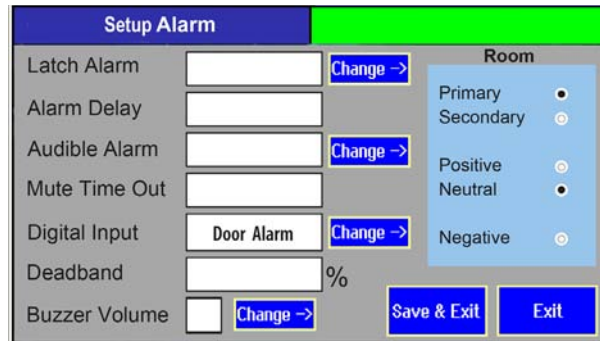 Setup Alarm
Latch Alarm Change ->
Alarm Delay
Audible Alarm Change ->
Mute Time Out
Digital Input Door Alarm Change ->
Deadband %
Buzzer Volume Change ->
Room
Primary
Secondary
Positive
Neutral
Negative
Save & Exit Exit